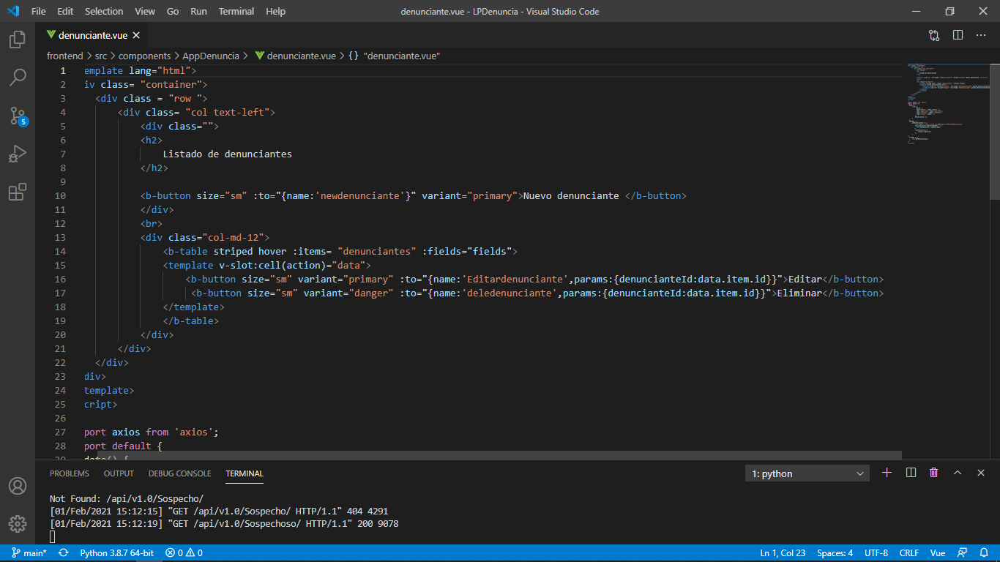 File Edit Selection View Go Run Terminal Help denunciante.vue - LPDenuncia - Visual Studio Code
denunciante.vue
frontend > src > components > AppDenuncia > denunciante.vue > {} "denunciante.vue"
1 emplate lang="html">
2 iv class= "container">
3 <div class = "row ">
4 <div class= "col text-left">
5 <div class="">
6 <h2>
7 Listado de denunciantes
8 </h2>
9
10 <b-button size="sm" :to="{name:'newdenunciante'}" variant="primary">Nuevo denunciante </b-button>
11 </div>
12 <br>
13 <div class="col-md-12">
14 <b-table striped hover :items= "denunciantes" :fields="fields">
15 <template v-slot:cell(action)="data">
16 <b-button size="sm" variant="primary" :to="{name:'Editardenunciante',params:{denuncianteId:data.item.id}}">Editar</b-button>
17 <b-button size="sm" variant="danger" :to="{name:'deledenunciante',params:{denuncianteId:data.item.id}}">Eliminar</b-button>
18 </template>
19 </b-table>
20 </div>
21 </div>
22 </div>
23 div>
24 template>
25 cript>
26
27 port axios from 'axios';
28 port default {
29 data() {
PROBLEMS OUTPUT DEBUG CONSOLE TERMINAL 1: python
Not Found: /api/v1.0/Sospecho/
[01/Feb/2021 15:12:15] "GET /api/v1.0/Sospecho/ HTTP/1.1" 404 4291
[01/Feb/2021 15:12:19] "GET /api/v1.0/Sospechoso/ HTTP/1.1" 200 9078
5
main* Python 3.8.7 64-bit 0 0 Ln 1, Col 23 Spaces: 4 UTF-8 CRLF Vue